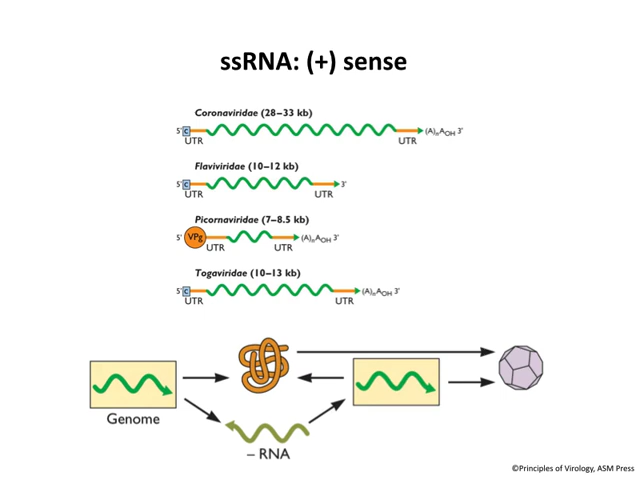 ssRNA: (+) sense
Coronaviridae (28–33 kb)
5' C (A)nAOH 3'
UTR UTR
Flaviviridae (10–12 kb)
5' C 3'
UTR UTR
Picornaviridae (7–8.5 kb)
5' VPg (A)nAOH 3'
UTR UTR
Togaviridae (10–13 kb)
5' C (A)nAOH 3'
UTR UTR
Genome
– RNA
©Principles of Virology, ASM Press